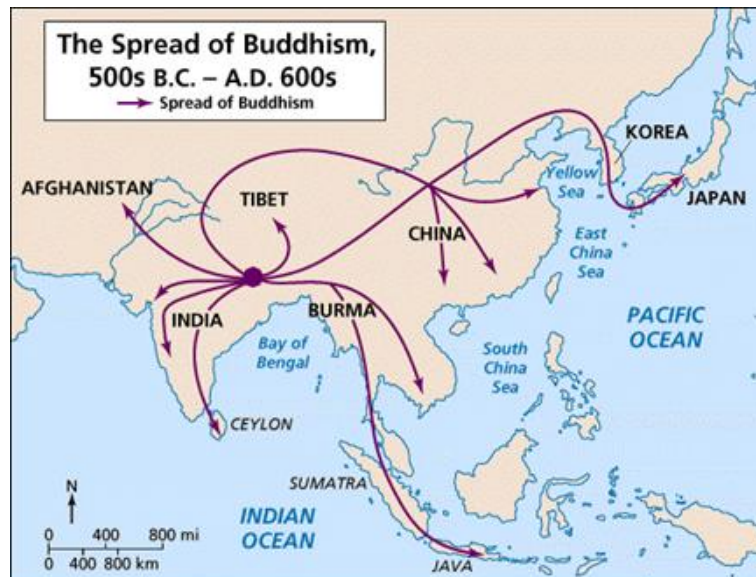 The Spread of Buddhism,
500s B.C. – A.D. 600s
Spread of Buddhism
KOREA
Yellow
Sea
JAPAN
AFGHANISTAN
TIBET
CHINA
East
China
Sea
INDIA
BURMA
PACIFIC
OCEAN
Bay of
Bengal
South
China
Sea
CEYLON
SUMATRA
INDIAN
OCEAN
JAVA
N
0 400 800 mi
0 400 800 km